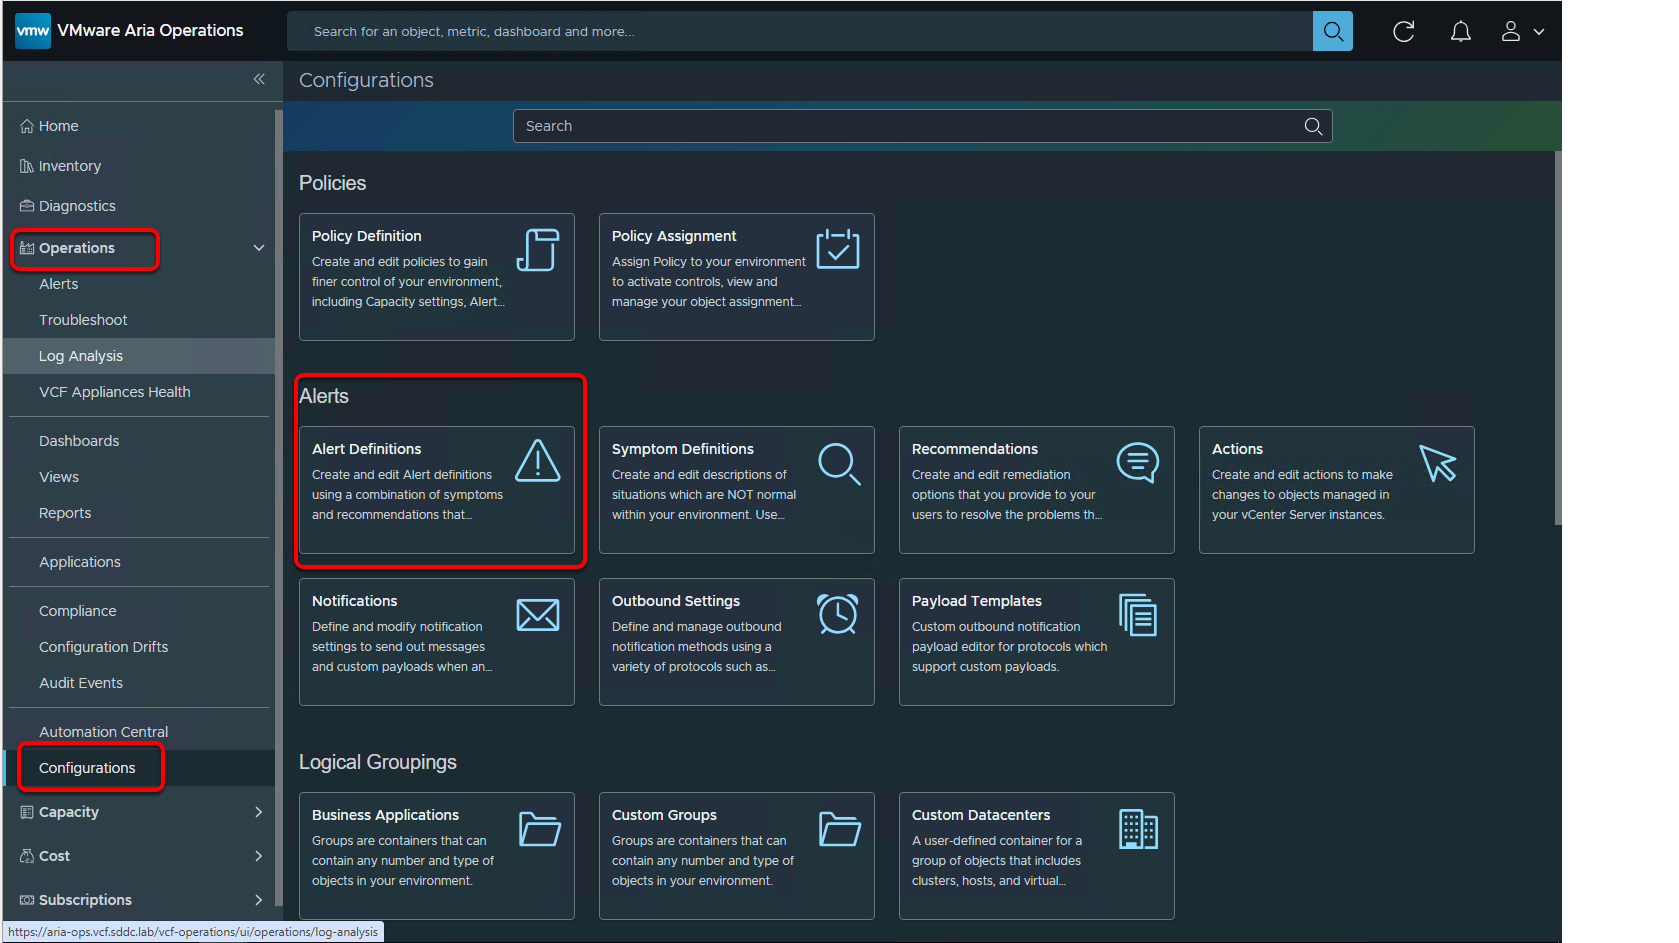 vmw VMware Aria Operations
Search for an object, metric, dashboard and more...
Configurations
Search
Home
Inventory
Diagnostics
Operations
Alerts
Troubleshoot
Log Analysis
VCF Appliances Health
Dashboards
Views
Reports
Applications
Compliance
Configuration Drifts
Audit Events
Automation Central
Configurations
Capacity
Cost
Subscriptions
Policies
Policy Definition
Create and edit policies to gain
finer control of your environment,
including Capacity settings, Alert...
Policy Assignment
Assign Policy to your environment
to activate controls, view and
manage your object assignment...
Alerts
Alert Definitions
Create and edit Alert definitions
using a combination of symptoms
and recommendations that...
Symptom Definitions
Create and edit descriptions of
situations which are NOT normal
within your environment. Use...
Recommendations
Create and edit remediation
options that you provide to your
users to resolve the problems th...
Actions
Create and edit actions to make
changes to objects managed in
your vCenter Server instances.
Notifications
Define and modify notification
settings to send out messages
and custom payloads when an...
Outbound Settings
Define and manage outbound
notification methods using a
variety of protocols such as...
Payload Templates
Custom outbound notification
payload editor for protocols which
support custom payloads.
Logical Groupings
Business Applications
Groups are containers that can
contain any number and type of
objects in your environment.
Custom Groups
Groups are containers that can
contain any number and type of
objects in your environment.
Custom Datacenters
A user-defined container for a
group of objects that includes
clusters, hosts, and virtual...
https://aria-ops.vcf.sddc.lab/vcf-operations/ui/operations/log-analysis